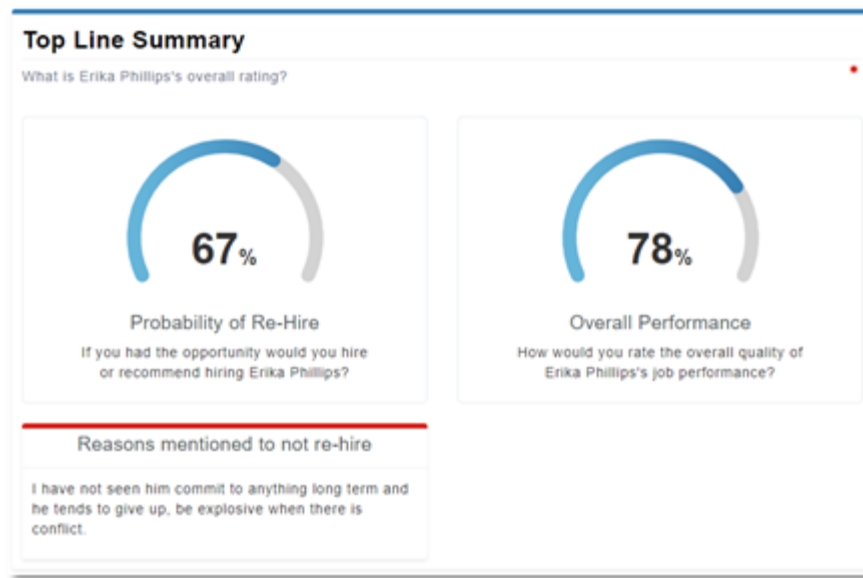 Top Line Summary
What is Erika Phillips's overall rating?
67%
Probability of Re-Hire
If you had the opportunity would you hire
or recommend hiring Erika Phillips?
78%
Overall Performance
How would you rate the overall quality of
Erika Phillips's job performance?
Reasons mentioned to not re-hire
I have not seen him commit to anything long term and
he tends to give up, be explosive when there is
conflict.